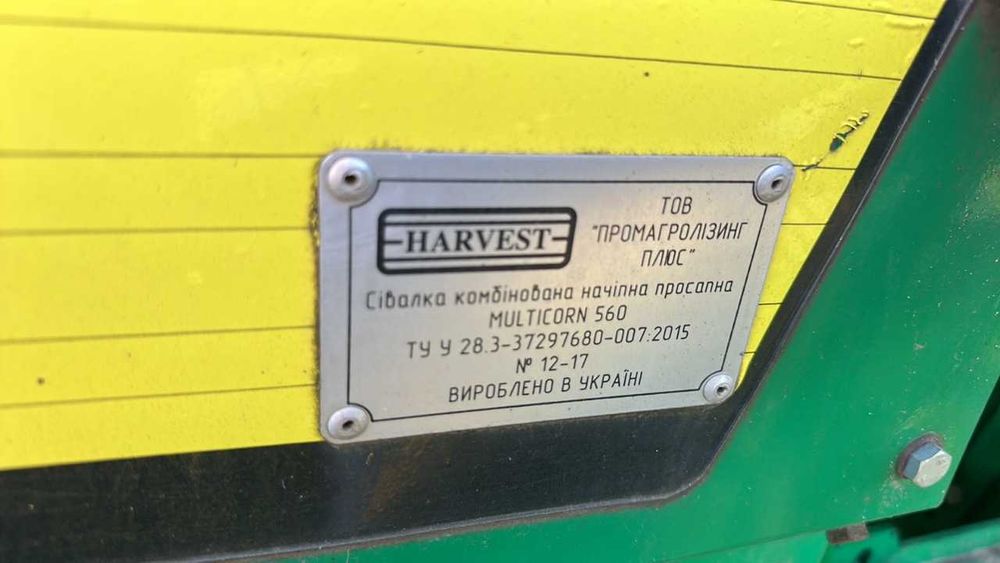 HARVEST
ТОВ
"ПРОМАГРОЛІЗИНГ
ПЛЮС"
Сівалка комбінована начіпна просапна
MULTICORN 560
ТУ У 28.3-37297680-007:2015
№ 12-17
ВИРОБЛЕНО В УКРАЇНІ